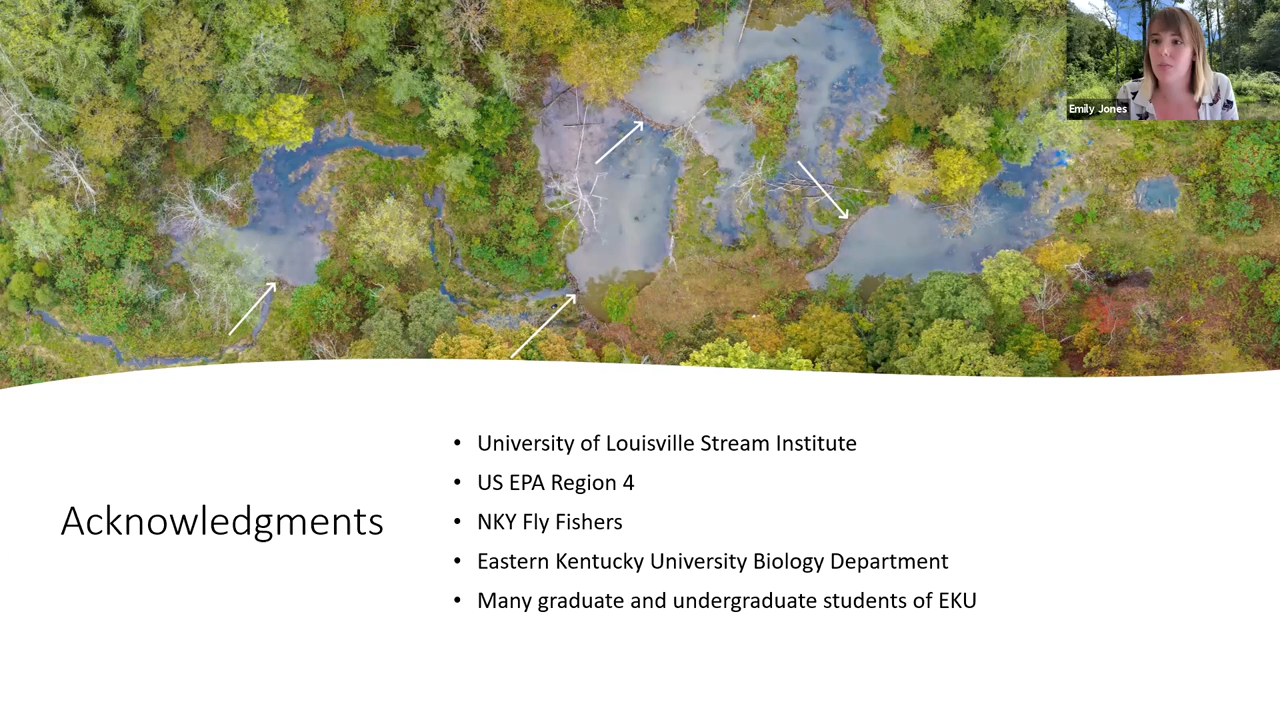 Emily Jones
Acknowledgments
• University of Louisville Stream Institute
• US EPA Region 4
• NKY Fly Fishers
• Eastern Kentucky University Biology Department
• Many graduate and undergraduate students of EKU